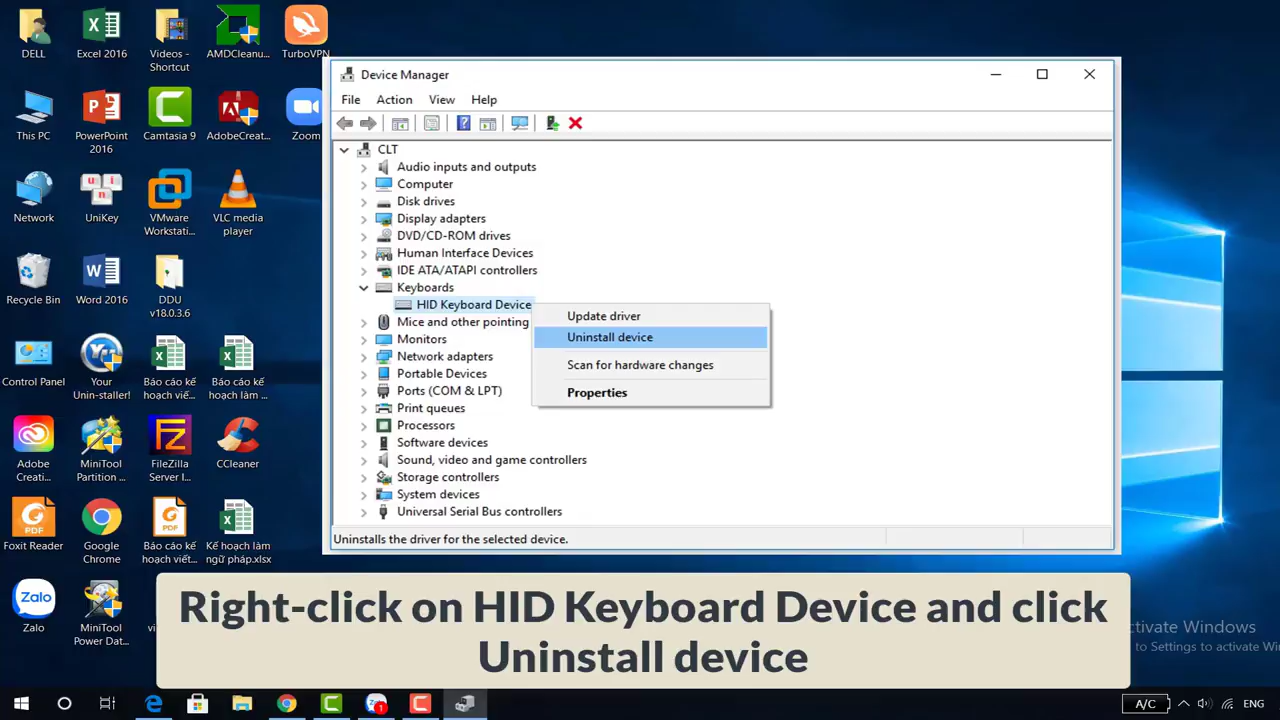 DELL
Excel 2016
Videos -
Shortcut
AMDCleanu...
TurboVPN
This PC
PowerPoint
2016
Camtasia 9
AdobeCreat...
Zoom
Network
UniKey
VMware
Workstati...
VLC media
player
Recycle Bin
Word 2016
DDU
v18.0.3.6
Control Panel
Your
Unin-staller!
Báo cáo kế
hoạch viế...
Báo cáo kế
hoạch làm ...
Adobe
Creati...
MiniTool
Partition ...
FileZilla
Server I...
CCleaner
Foxit Reader
Google
Chrome
Báo cáo kế
hoạch viết...
Kế hoạch làm
ngữ pháp.xlsx
Zalo
Zalo
MiniTool
Power Dat...
Device Manager
File Action View Help
CLT
Audio inputs and outputs
Computer
Disk drives
Display adapters
DVD/CD-ROM drives
Human Interface Devices
IDE ATA/ATAPI controllers
Keyboards
HID Keyboard Device
Mice and other pointing
Monitors
Network adapters
Portable Devices
Ports (COM & LPT)
Print queues
Processors
Software devices
Sound, video and game controllers
Storage controllers
System devices
Universal Serial Bus controllers
Update driver
Uninstall device
Scan for hardware changes
Properties
Uninstalls the driver for the selected device.
Right-click on HID Keyboard Device and click
Uninstall device
ctivate Windows
to Settings to activate Win
A/C
ENG